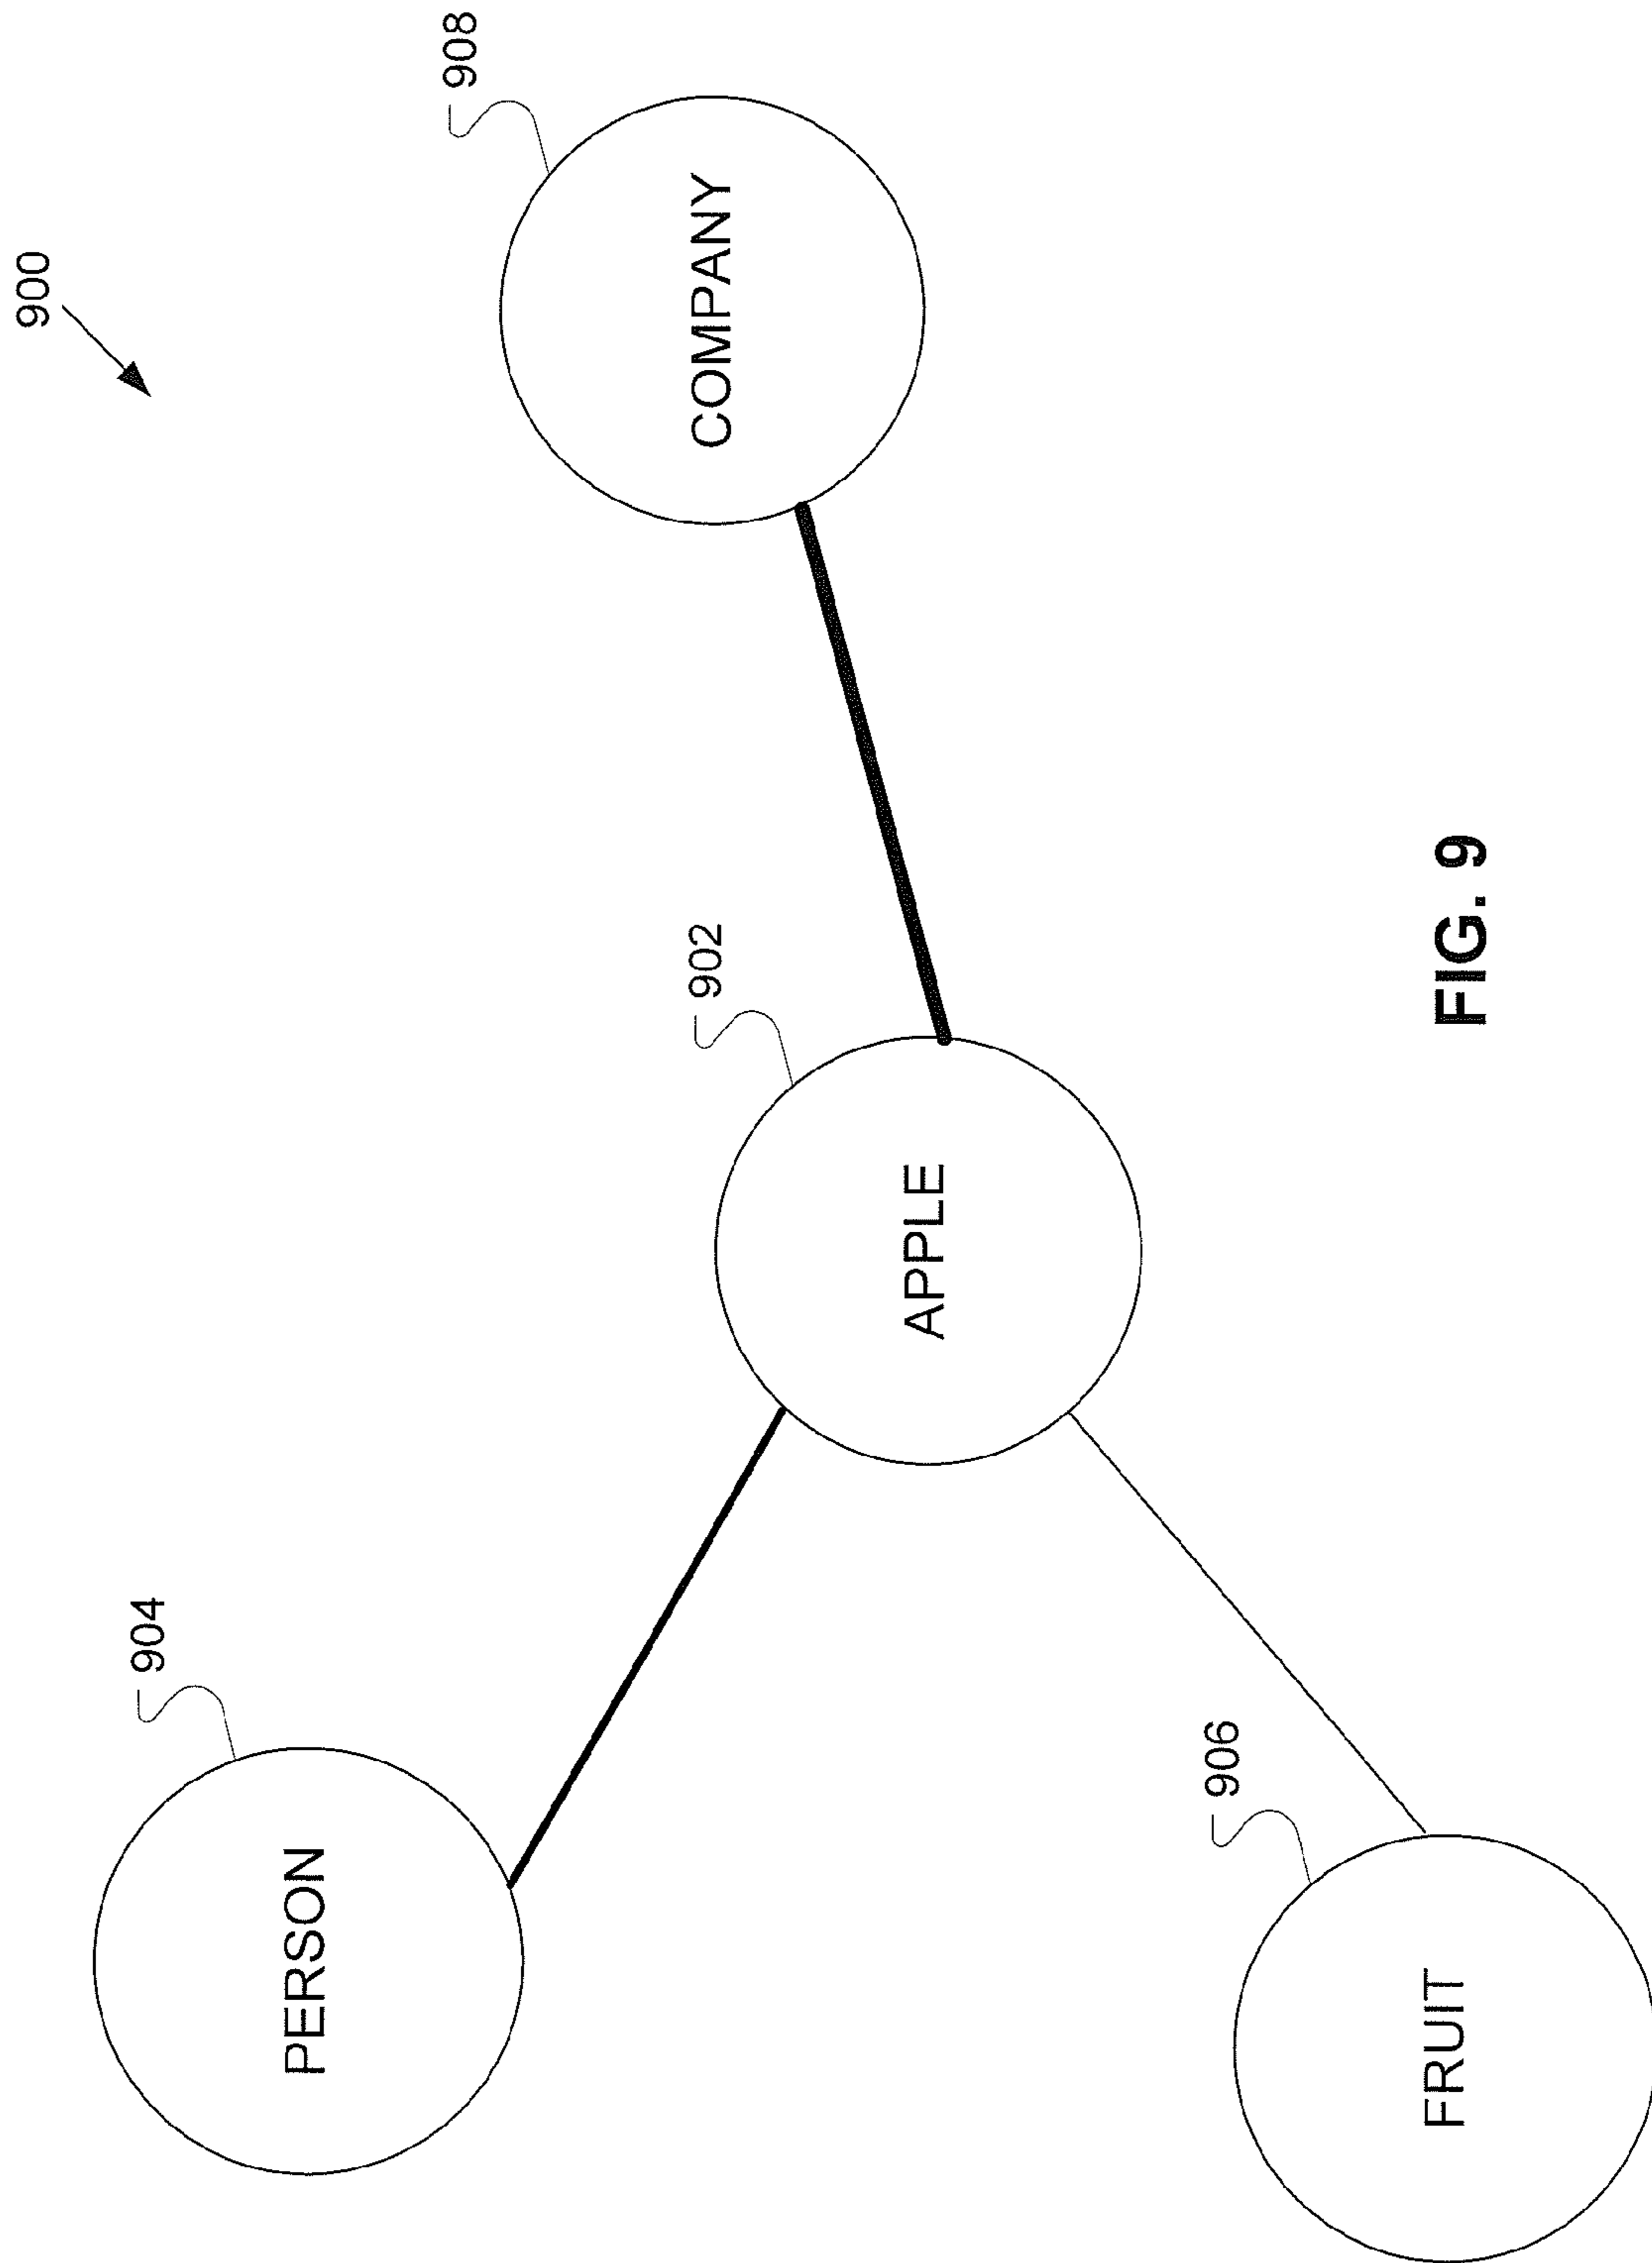 900
904
PERSON
908
902
COMPANY
APPLE
906
FRUIT
FIG. 9